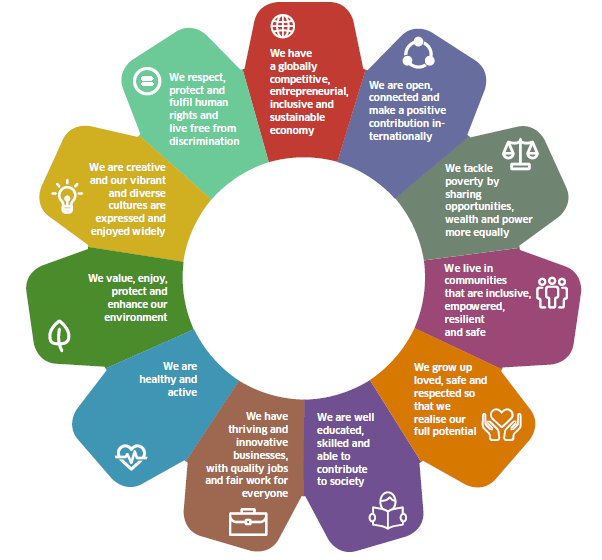 We have
a globally
competitive,
entrepreneurial,
inclusive and
sustainable
economy
We are open,
connected and
make a positive
contribution in-
ternationally
We tackle
poverty by
sharing
opportunities,
wealth and power
more equally
We live in
communities
that are inclusive,
empowered,
resilient
and safe
We grow up
loved, safe and
respected so
that we
realise our
full potential
We are well
educated,
skilled and
able to
contribute
to society
We have
thriving and
innovative
businesses,
with quality jobs
and fair work for
everyone
We are
healthy and
active
We value, enjoy,
protect and
enhance our
environment
We are creative
and our vibrant
and diverse
cultures are
expressed and
enjoyed widely
We respect,
protect and
fulfil human
rights and
live free from
discrimination